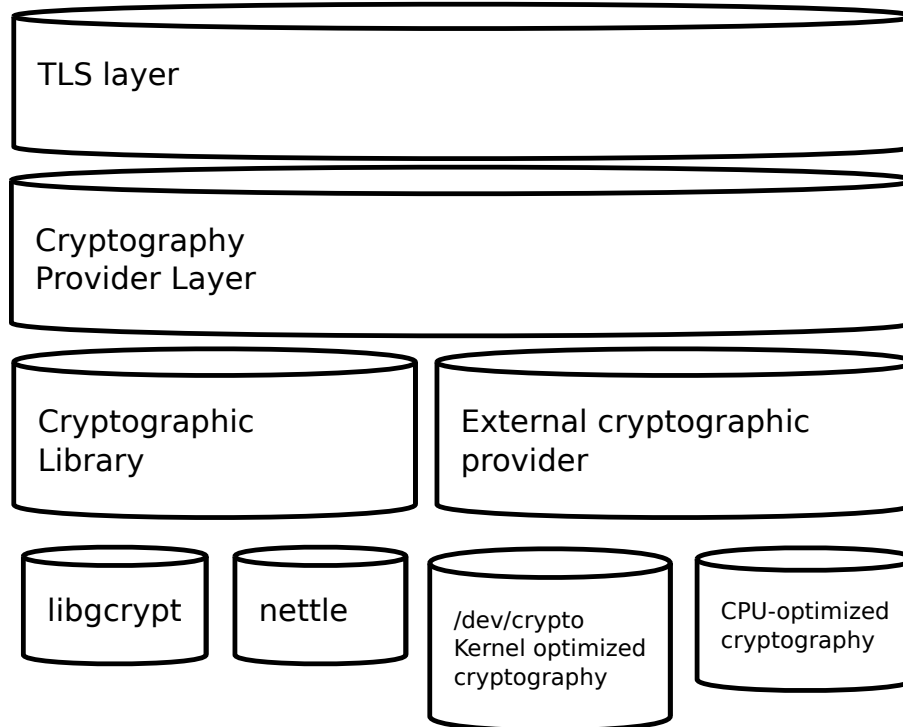 TLS layer
Cryptography
Provider Layer
Cryptographic
Library
External cryptographic
provider
libgcrypt
nettle
/dev/crypto
Kernel optimized
cryptography
CPU-optimized
cryptography